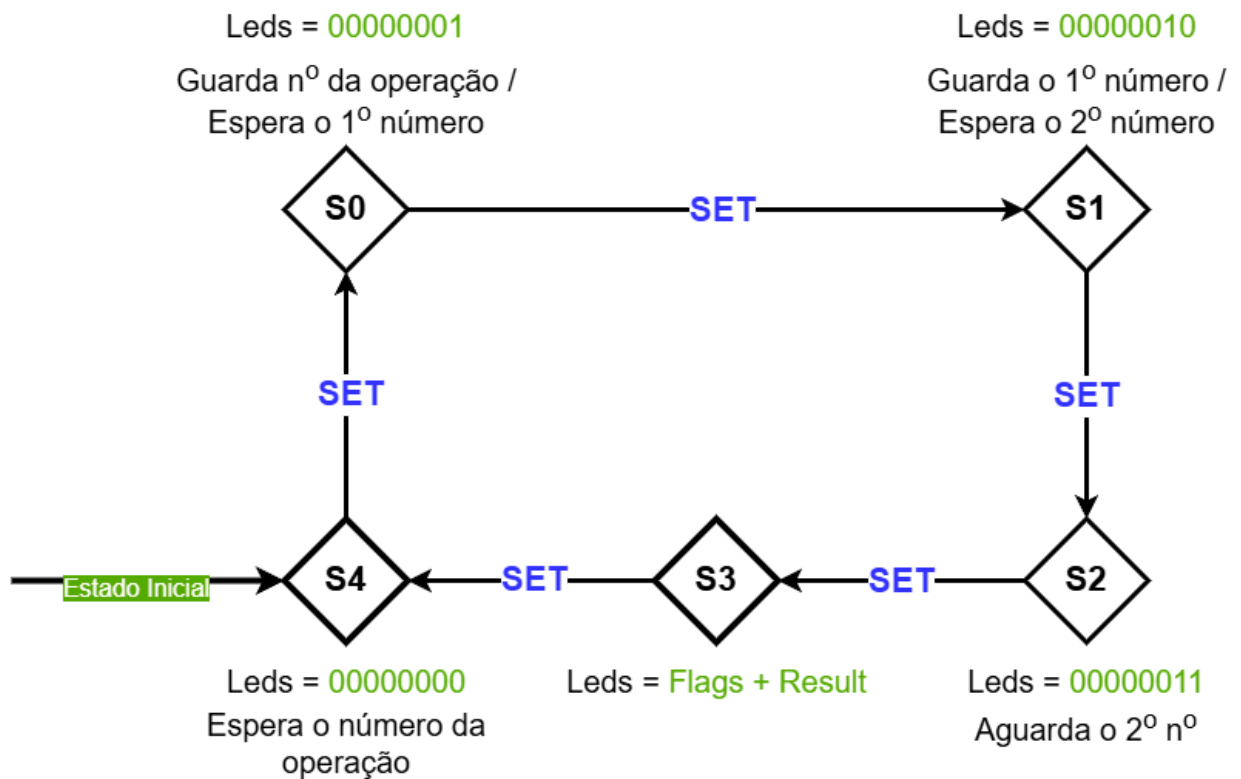 Leds = 00000001
Guarda nº da operação /
Espera o 1º número
Leds = 00000010
Guarda o 1º número /
Espera o 2º número
S0
SET
S1
SET
SET
Estado Inicial
S4
SET
S3
SET
S2
Leds = 00000000
Espera o número da
operação
Leds = Flags + Result
Leds = 00000011
Aguarda o 2º nº